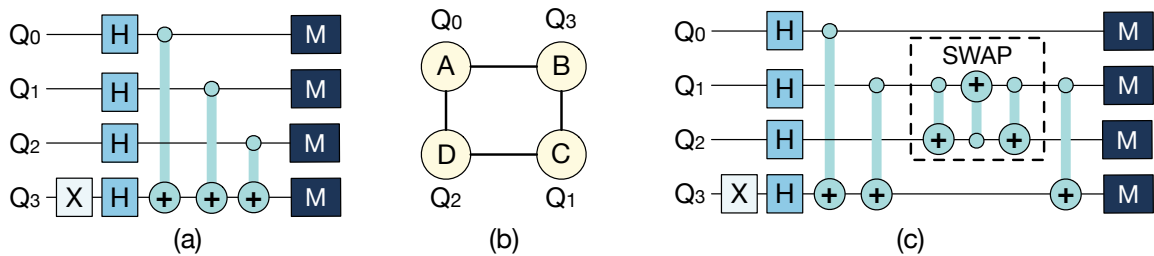 Q0 H M
Q1 H M
Q2 H M
Q3 X H + + + M
(a)
Q0 Q3
A B
D C
Q2 Q1
(b)
Q0 H M
SWAP
Q1 H + M
Q2 H + + M
Q3 X H + + + M
(c)